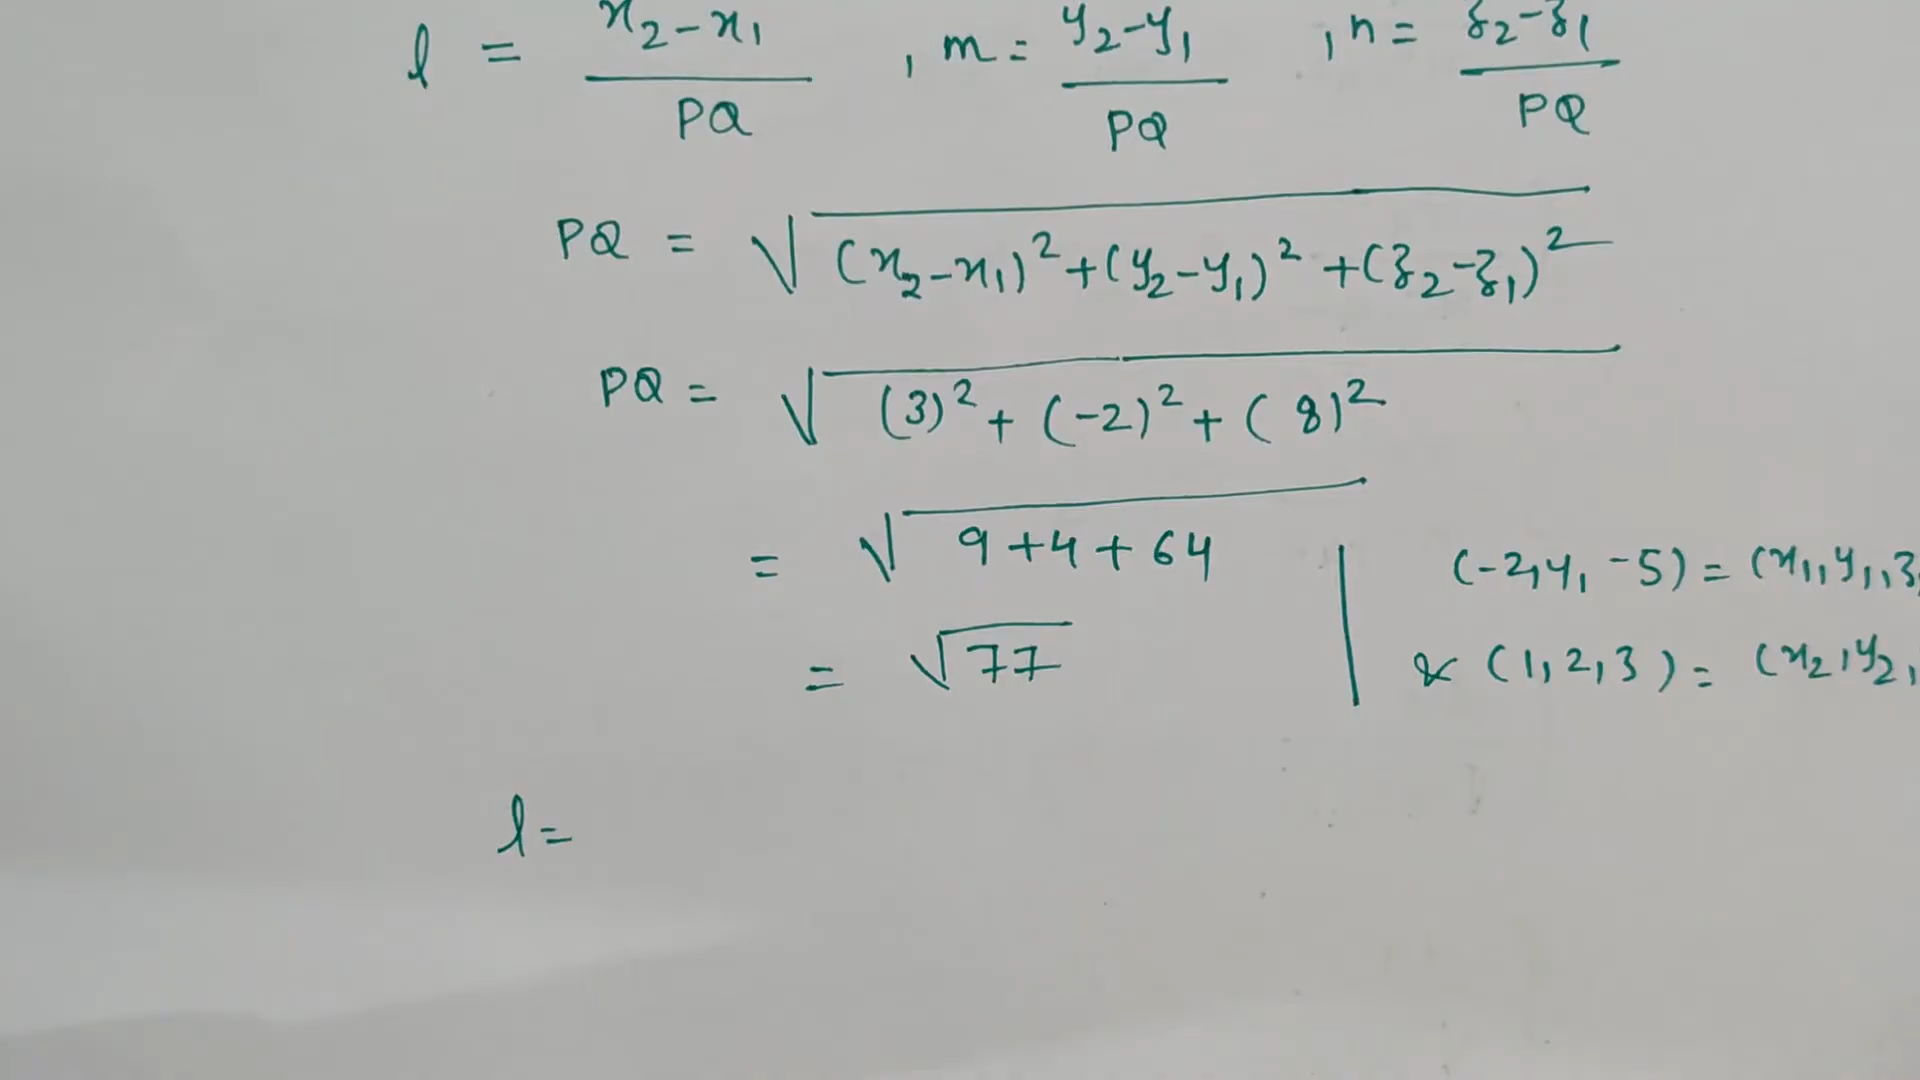 l = x₂-x₁ / PQ , m = y₂-y₁ / PQ , n = z₂-z₁ / PQ
PQ = √(x₂-x₁)² + (y₂-y₁)² + (z₂-z₁)²
PQ = √(3)² + (-2)² + (8)²
= √9+4+64
(-2, 4, -5) = (x₁, y₁, z
= √77
& (1, 2, 3) = (x₂, y₂,
l =